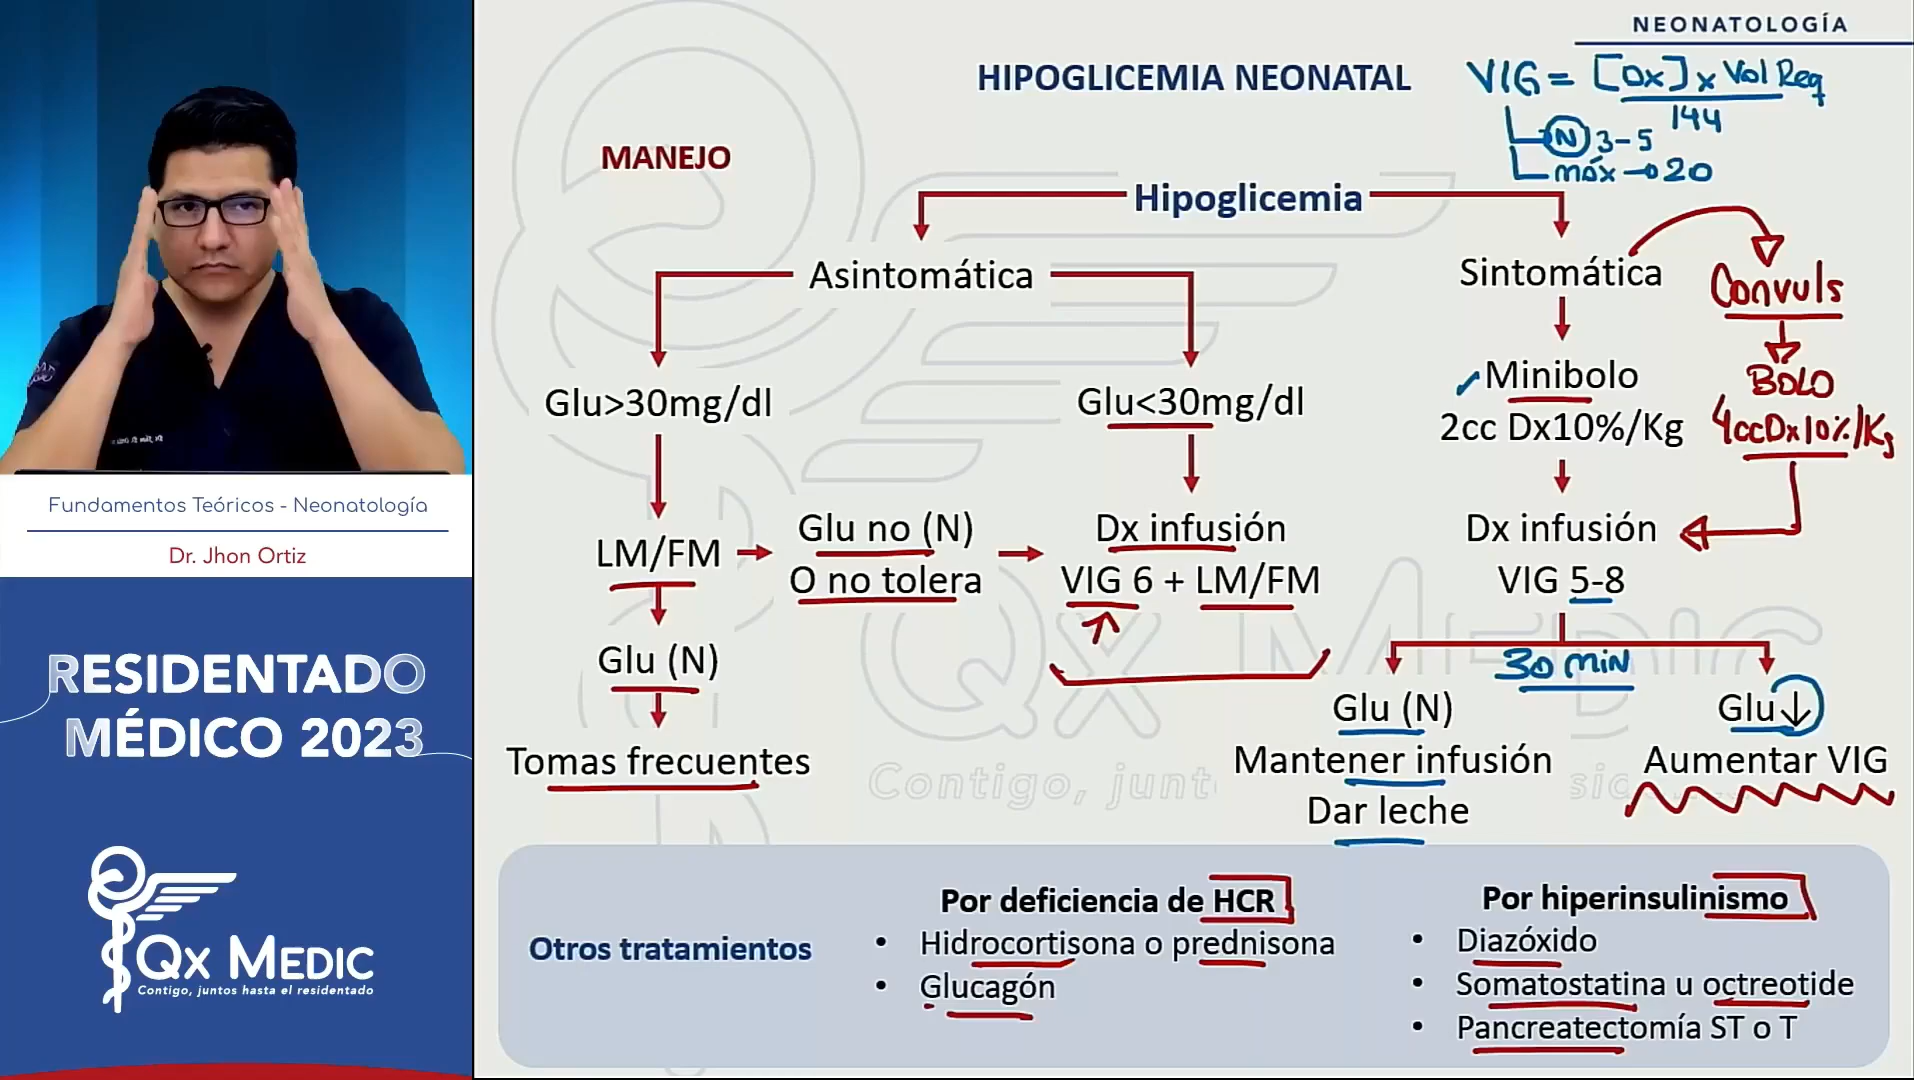 NEONATOLOGÍA
HIPOGLICEMIA NEONATAL
VIG = [Dx] x Vol Req
144
N 3-5
máx → 20
MANEJO
Hipoglicemia
Asintomática
Sintomática
Convuls
Glu>30mg/dl
Glu<30mg/dl
Minibolo
2cc Dx10%/Kg
BOLO
4ccDx10%/Kg
LM/FM
Glu no (N)
O no tolera
Dx infusión
VIG 6 + LM/FM
Dx infusión
VIG 5-8
30 min
Glu (N)
Tomas frecuentes
Glu (N)
Mantener infusión
Dar leche
Glu↓
Aumentar VIG
Contigo, junt
Otros tratamientos
Por deficiencia de HCR
• Hidrocortisona o prednisona
• Glucagón
Por hiperinsulinismo
• Diazóxido
• Somatostatina u octreotide
• Pancreatectomía ST o T
Fundamentos Teóricos - Neonatología
Dr. Jhon Ortiz
RESIDENTADO
MÉDICO 2023
QX MEDIC
Contigo, juntos hasta el residentado
QX MEDIC